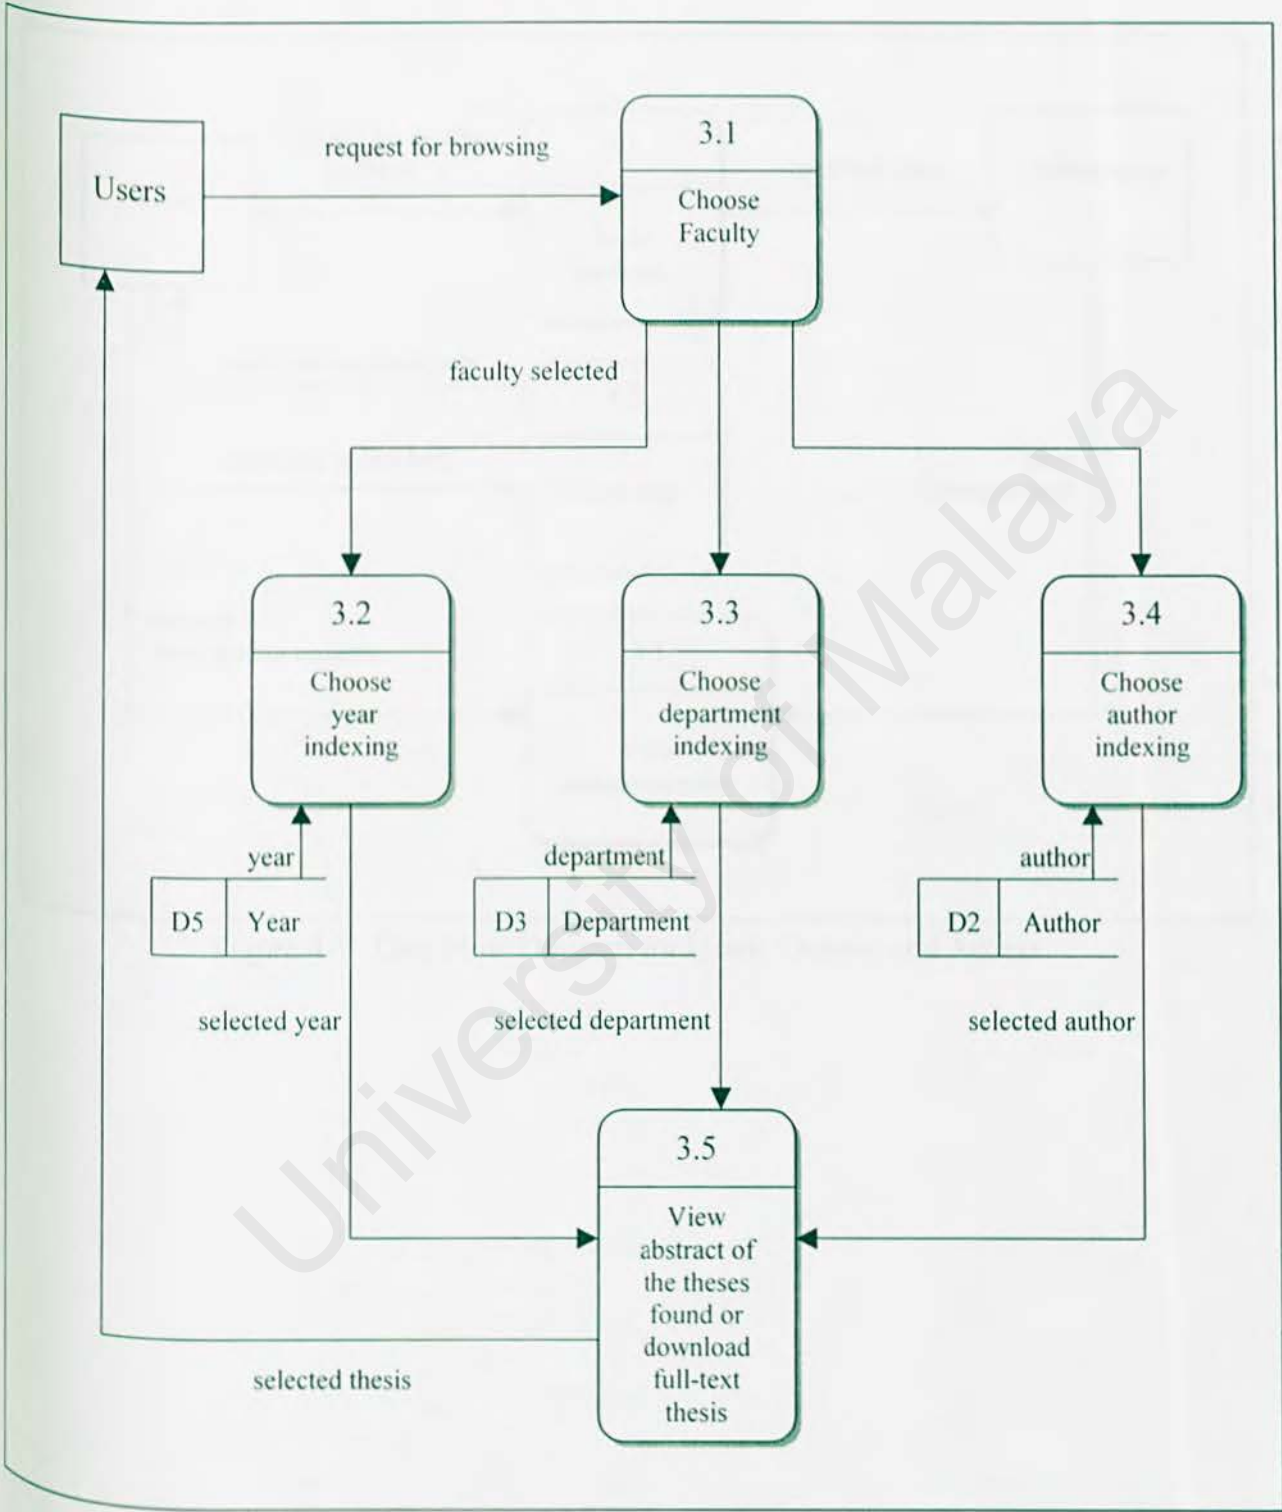 Users
request for browsing
3.1
Choose
Faculty
faculty selected
3.2
Choose
year
indexing
3.3
Choose
department
indexing
3.4
Choose
author
indexing
year
D5
Year
department
D3
Department
author
D2
Author
selected year
selected department
selected author
3.5
View
abstract of
the theses
found or
download
full-text
thesis
selected thesis
University of Malaya